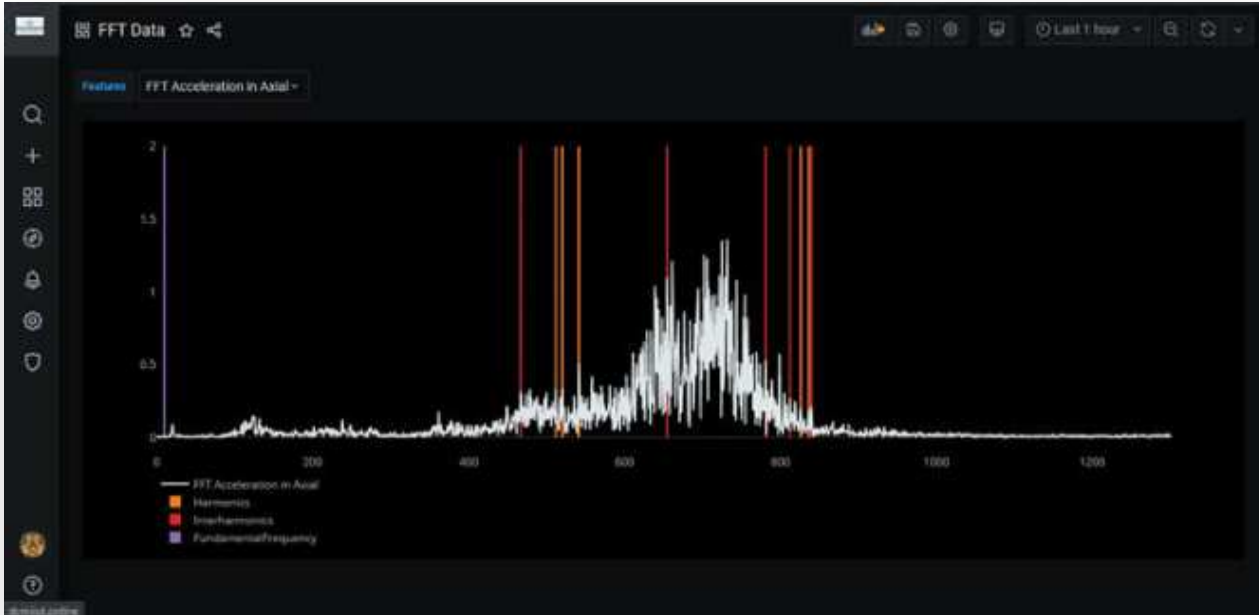 FFT Data
Last 1 hour
Features FFT Acceleration in Axial
2
1.5
1
0.5
0
0 200 400 600 800 1000 1200
FFT Acceleration in Axial
Harmonics
Interharmonics
FundamentalFrequency